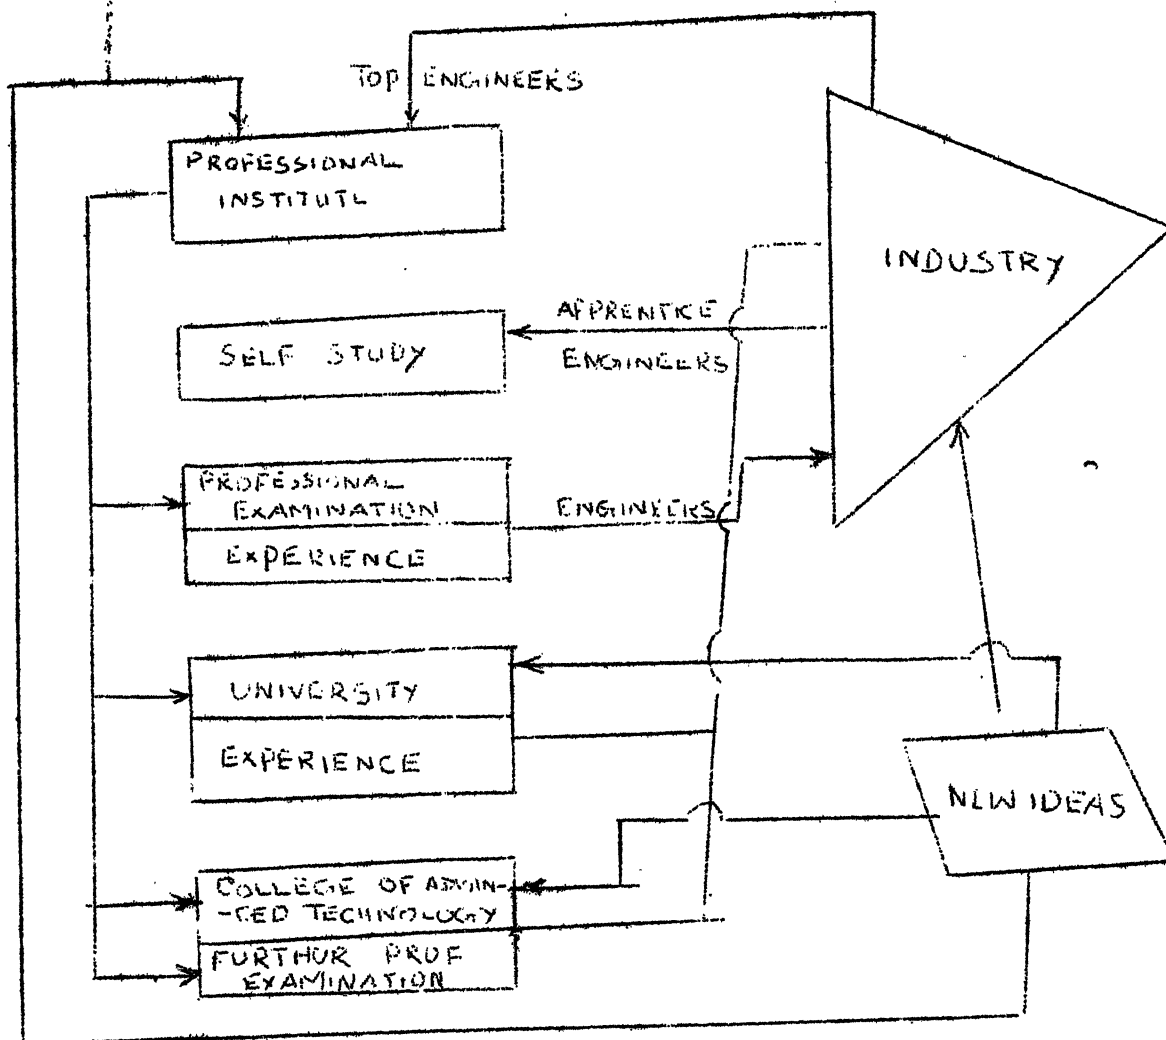 TOP ENGINEERS
PROFESSIONAL
INSTITUTE
INDUSTRY
APPRENTICE
ENGINEERS
SELF STUDY
PROFESSIONAL
EXAMINATION
EXPERIENCE
ENGINEERS
UNIVERSITY
EXPERIENCE
NEW IDEAS
COLLEGE OF ADVAN-
-CED TECHNOLOGY
FURTHUR PROF
EXAMINATION